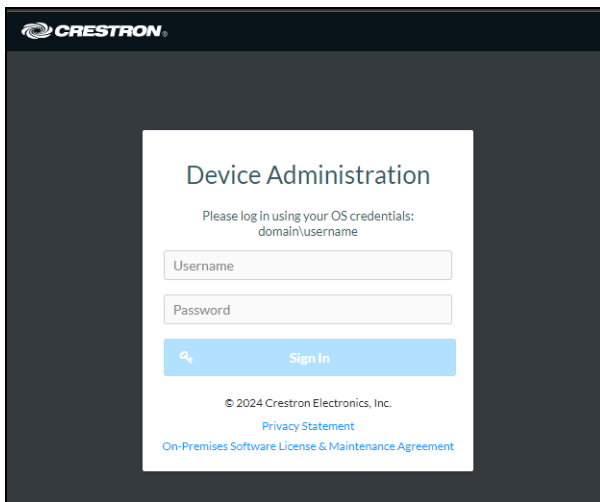 CRESTRON®
Device Administration
Please log in using your OS credentials:
domain\username
Username
Password
Sign In
© 2024 Crestron Electronics, Inc.
Privacy Statement
On-Premises Software License & Maintenance Agreement